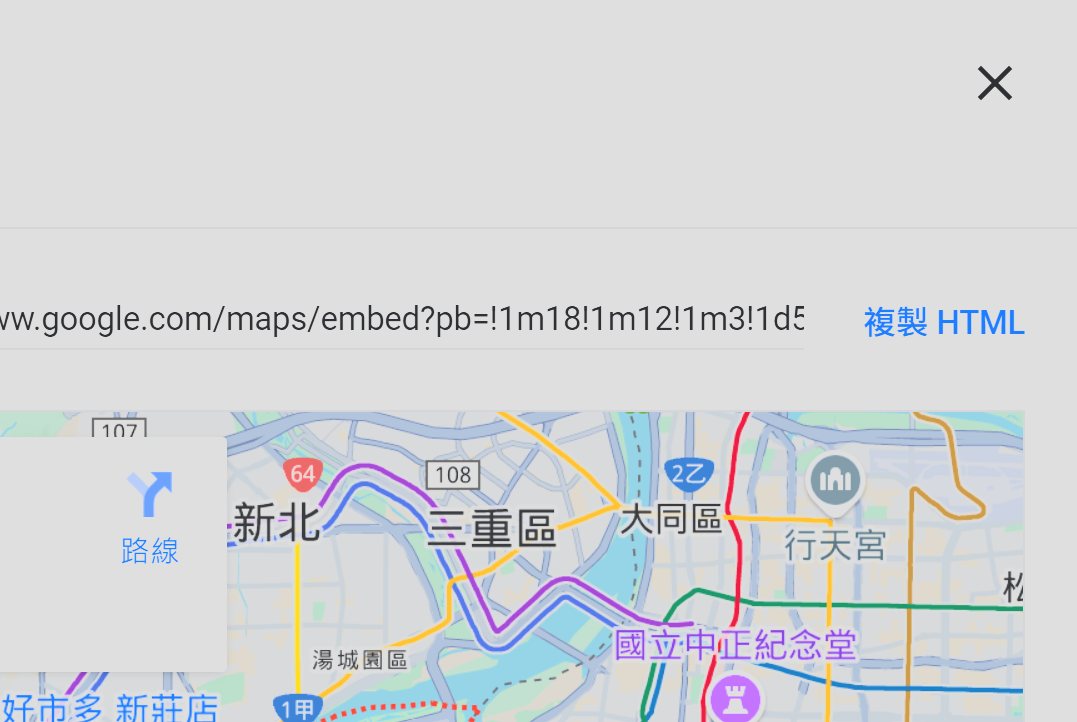 ww.google.com/maps/embed?pb=!1m18!1m12!1m3!1d5
複製 HTML
107
64
108
2乙
新北
三重區
大同區
路線
行天宮
松
國立中正紀念堂
湯城園區
好市多 新莊店
1甲